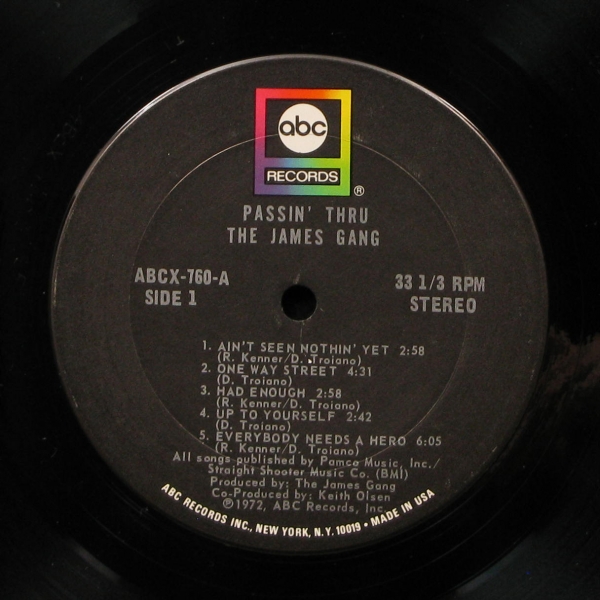 abc
RECORDS ®
PASSIN' THRU
THE JAMES GANG
ABCX-760-A
SIDE 1
33 1/3 RPM
STEREO
1. AIN'T SEEN NOTHIN' YET 2:58
(R. Kenner/D. Troiano)
2. ONE WAY STREET 4:31
(D. Troiano)
3. HAD ENOUGH 2:58
(R. Kenner/D. Troiano)
4. UP TO YOURSELF 2:42
(D. Troiano)
5. EVERYBODY NEEDS A HERO 6:05
(R. Kenner/D. Troiano)
All songs published by Pamco Music, Inc./
Straight Shooter Music Co. (BMI)
Produced by: The James Gang
Co-Produced by: Keith Olsen
℗1972, ABC Records, Inc
ABC RECORDS INC., NEW YORK, N.Y. 10019 • MADE IN USA